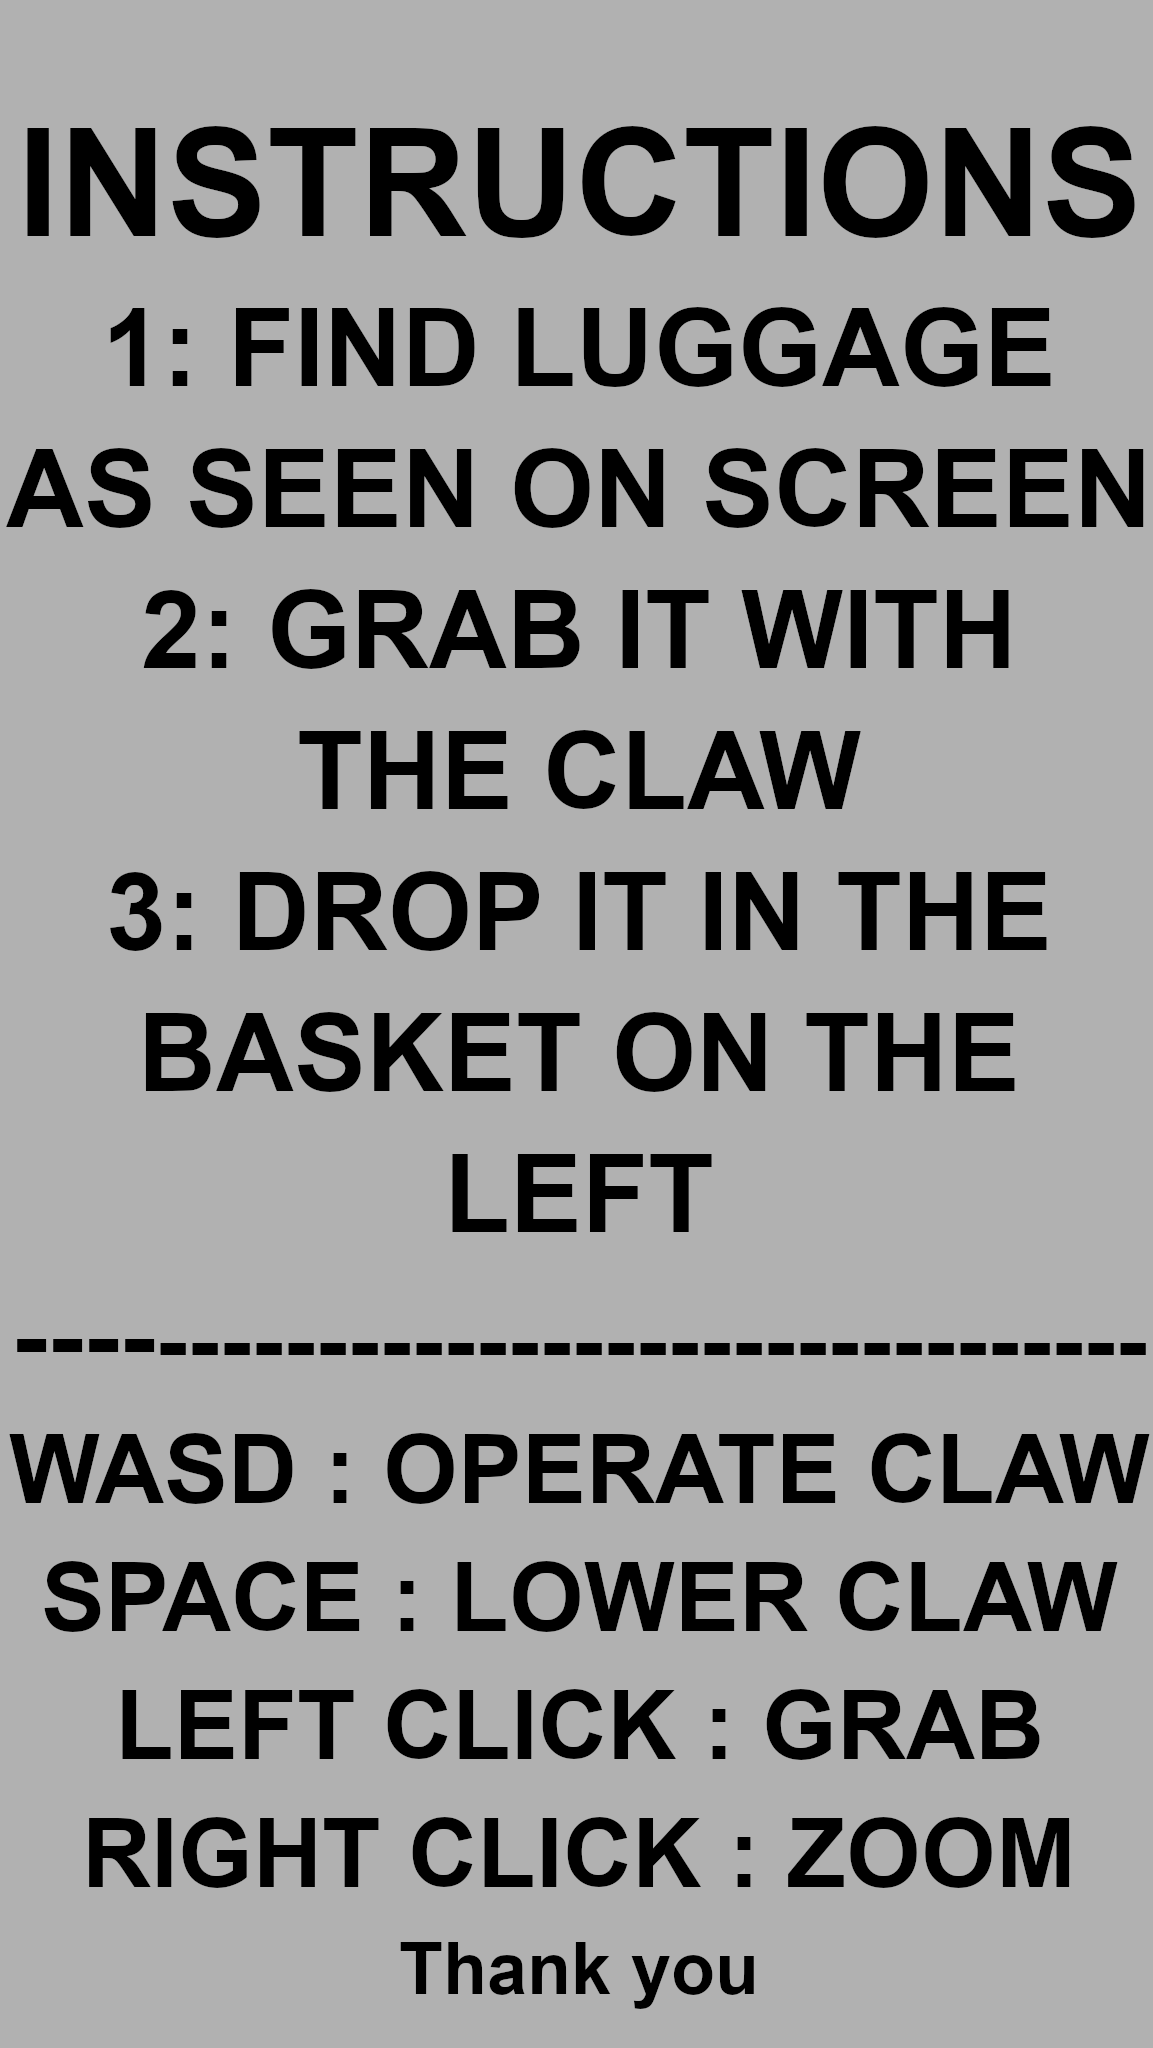 INSTRUCTIONS
1: FIND LUGGAGE
AS SEEN ON SCREEN
2: GRAB IT WITH
THE CLAW
3: DROP IT IN THE
BASKET ON THE
LEFT
-----------------------------------
WASD : OPERATE CLAW
SPACE : LOWER CLAW
LEFT CLICK : GRAB
RIGHT CLICK : ZOOM
Thank you